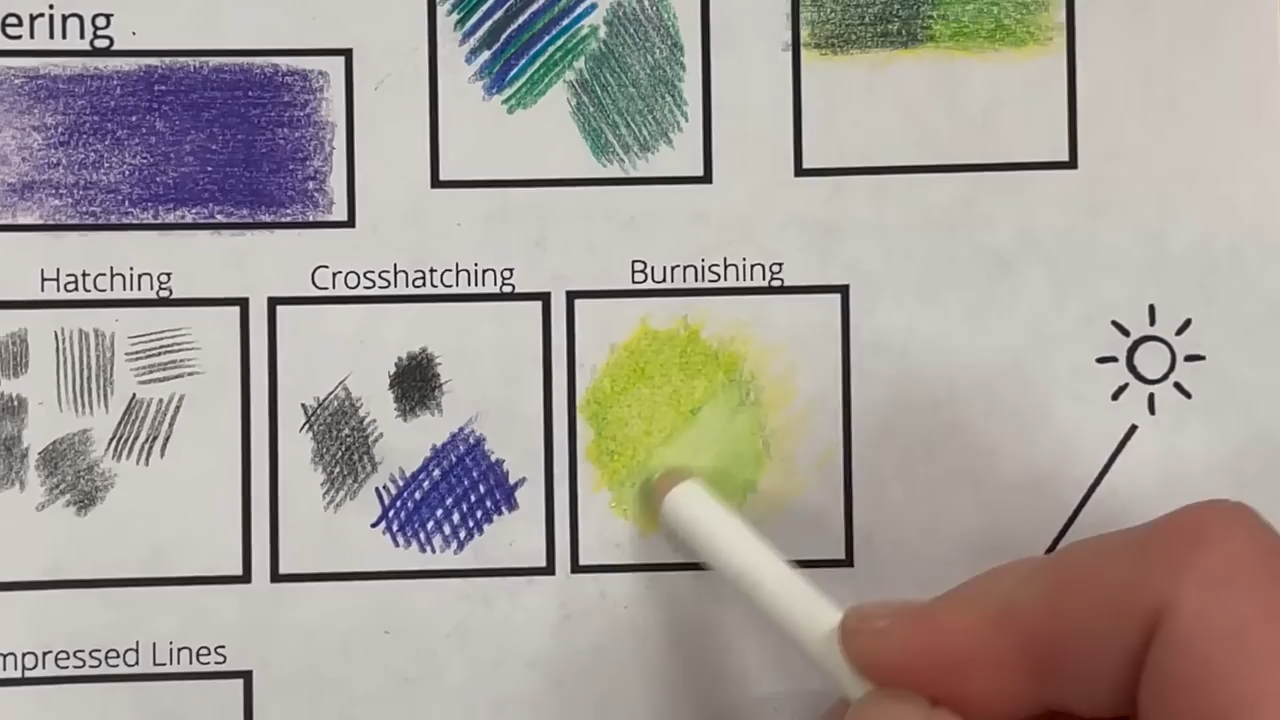 ering
Hatching
Crosshatching
Burnishing
mpressed Lines